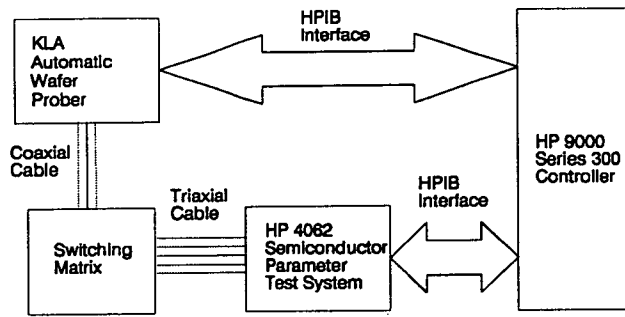 HPIB
Interface
KLA
Automatic
Wafer
Prober
HP 9000
Series 300
Controller
Coaxial
Cable
Triaxial
Cable
HPIB
Interface
Switching
Matrix
HP 4062
Semiconductor
Parameter
Test System